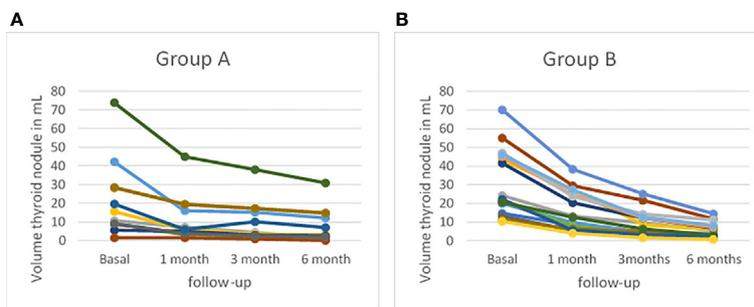 A
Group A
Volume thyroid nodule in mL
80
70
60
50
40
30
20
10
0
Basal 1 month 3 month 6 month
follow-up
B
Group B
Volume thyroid nodule in mL
80
70
60
50
40
30
20
10
0
Basal 1 month 3months 6 months
follow-up